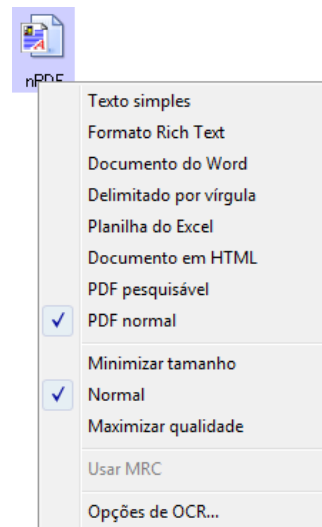 nPDF
Texto simples
Formato Rich Text
Documento do Word
Delimitado por vírgula
Planilha do Excel
Documento em HTML
PDF pesquisável
PDF normal
Minimizar tamanho
Normal
Maximizar qualidade
Usar MRC
Opções de OCR...